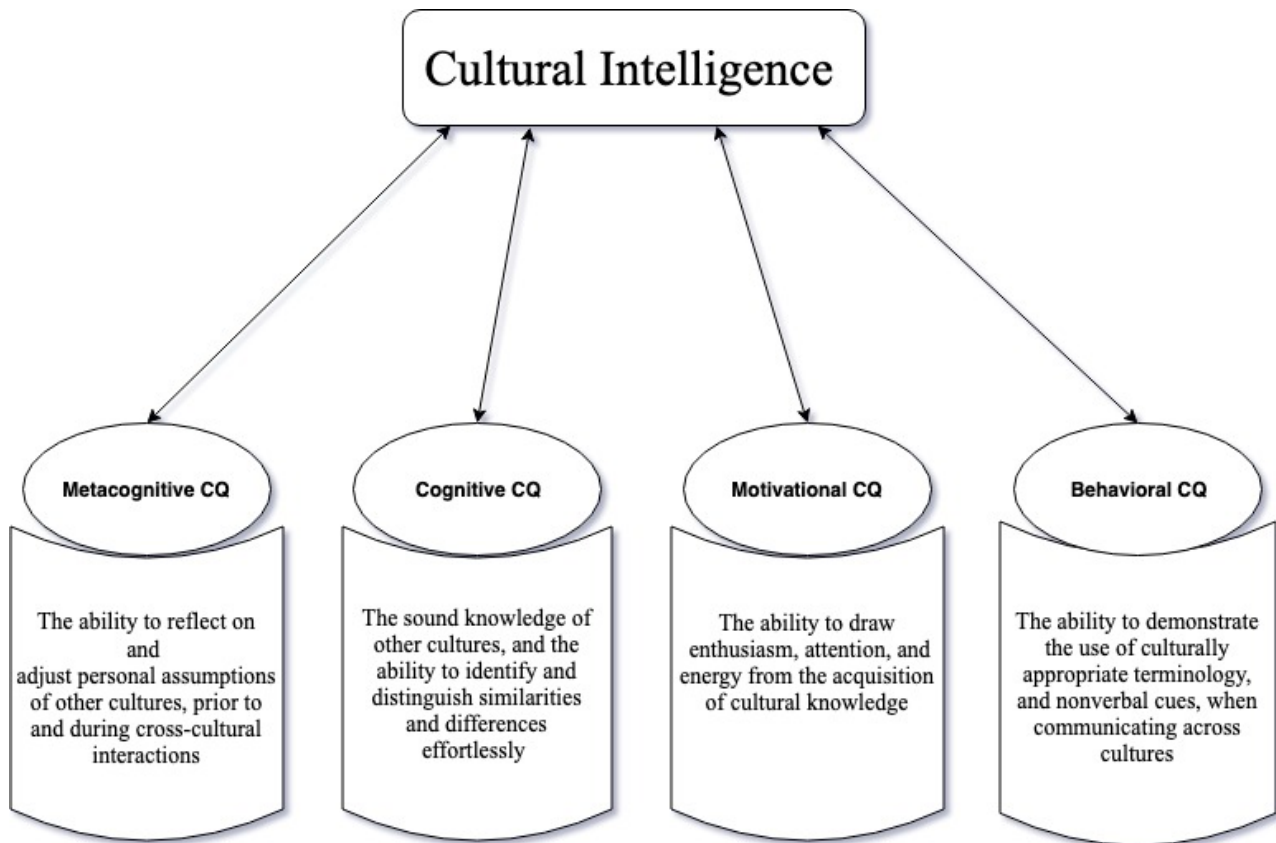 Cultural Intelligence
Metacognitive CQ
The ability to reflect on
and
adjust personal assumptions
of other cultures, prior to
and during cross-cultural
interactions
Cognitive CQ
The sound knowledge of
other cultures, and the
ability to identify and
distinguish similarities
and differences
effortlessly
Motivational CQ
The ability to draw
enthusiasm, attention, and
energy from the acquisition
of cultural knowledge
Behavioral CQ
The ability to demonstrate
the use of culturally
appropriate terminology,
and nonverbal cues, when
communicating across
cultures